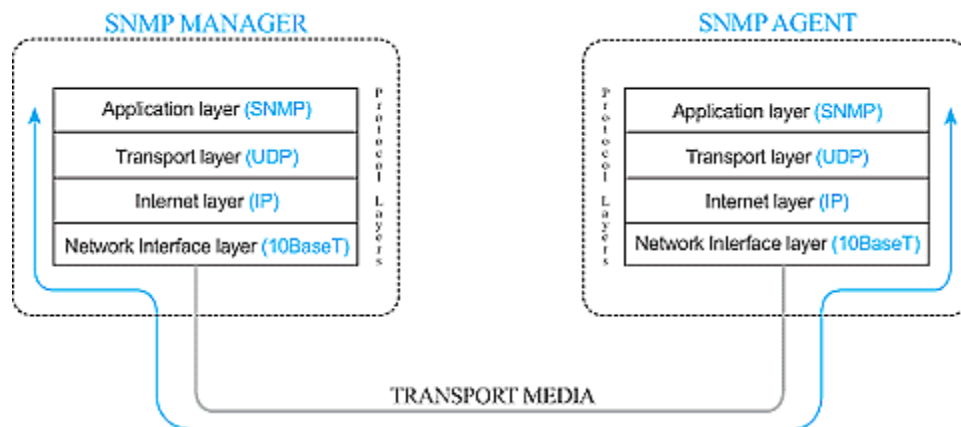 SNMP MANAGER
Application layer (SNMP)
Transport layer (UDP)
Internet layer (IP)
Network Interface layer (10BaseT)
Protocol Layers
SNMP AGENT
Protocol Layers
Application layer (SNMP)
Transport layer (UDP)
Internet layer (IP)
Network Interface layer (10BaseT)
TRANSPORT MEDIA